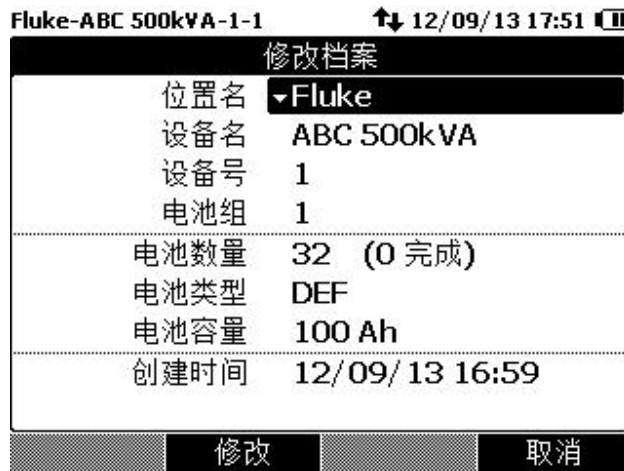 Fluke-ABC 500kVA-1-1 12/09/13 17:51
修改档案
位置名 Fluke
设备名 ABC 500kVA
设备号 1
电池组 1
电池数量 32 (0 完成)
电池类型 DEF
电池容量 100 Ah
创建时间 12/09/13 16:59
修改 取消